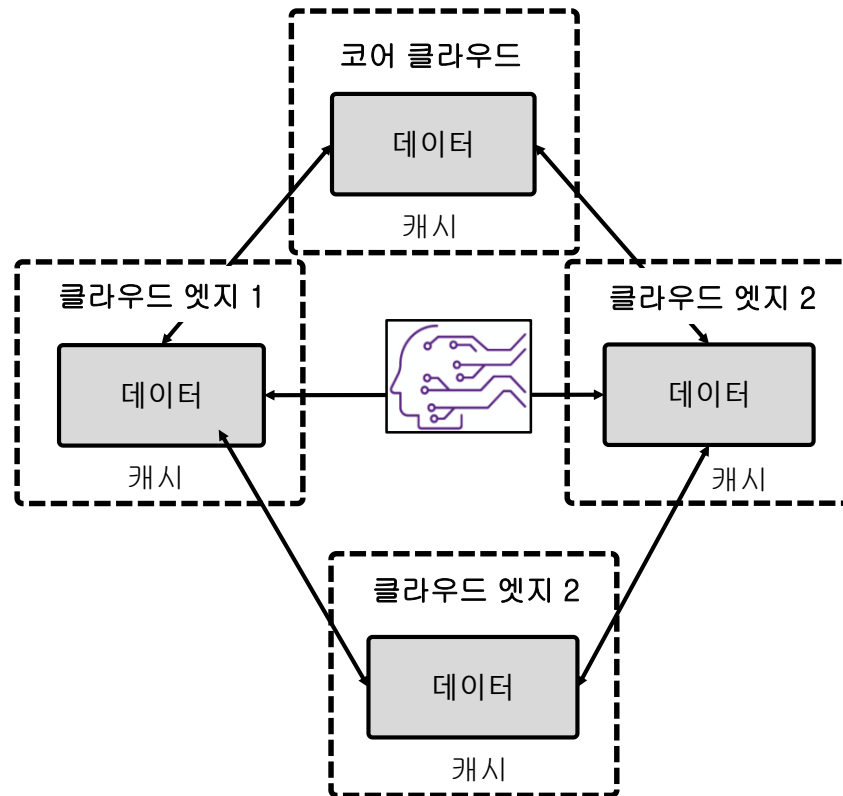 코어 클라우드
데이터
캐시
클라우드 엣지 1
데이터
캐시
클라우드 엣지 2
데이터
캐시
클라우드 엣지 2
데이터
캐시